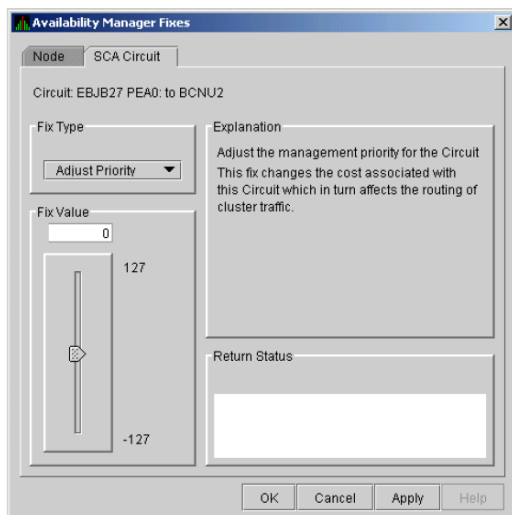 Availability Manager Fixes
Node
SCA Circuit
Circuit: EBJB27 PEA0: to BCNU2
Fix Type
Adjust Priority
Explanation
Adjust the management priority for the Circuit
This fix changes the cost associated with
this Circuit which in turn affects the routing of
cluster traffic.
Fix Value
0
127
-127
Return Status
OK
Cancel
Apply
Help